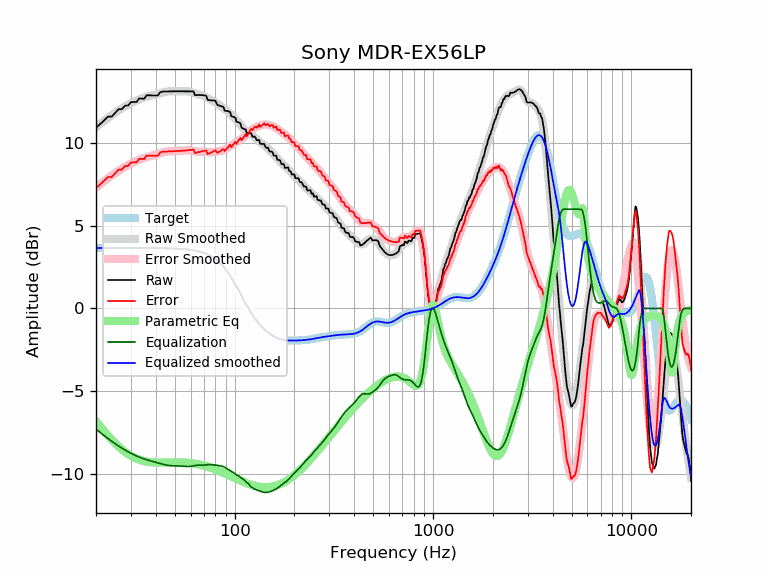 Sony MDR-EX56LP
Amplitude (dBr)
10
5
0
−5
−10
Target
Raw Smoothed
Error Smoothed
Raw
Error
Parametric Eq
Equalization
Equalized smoothed
100
1000
10000
Frequency (Hz)